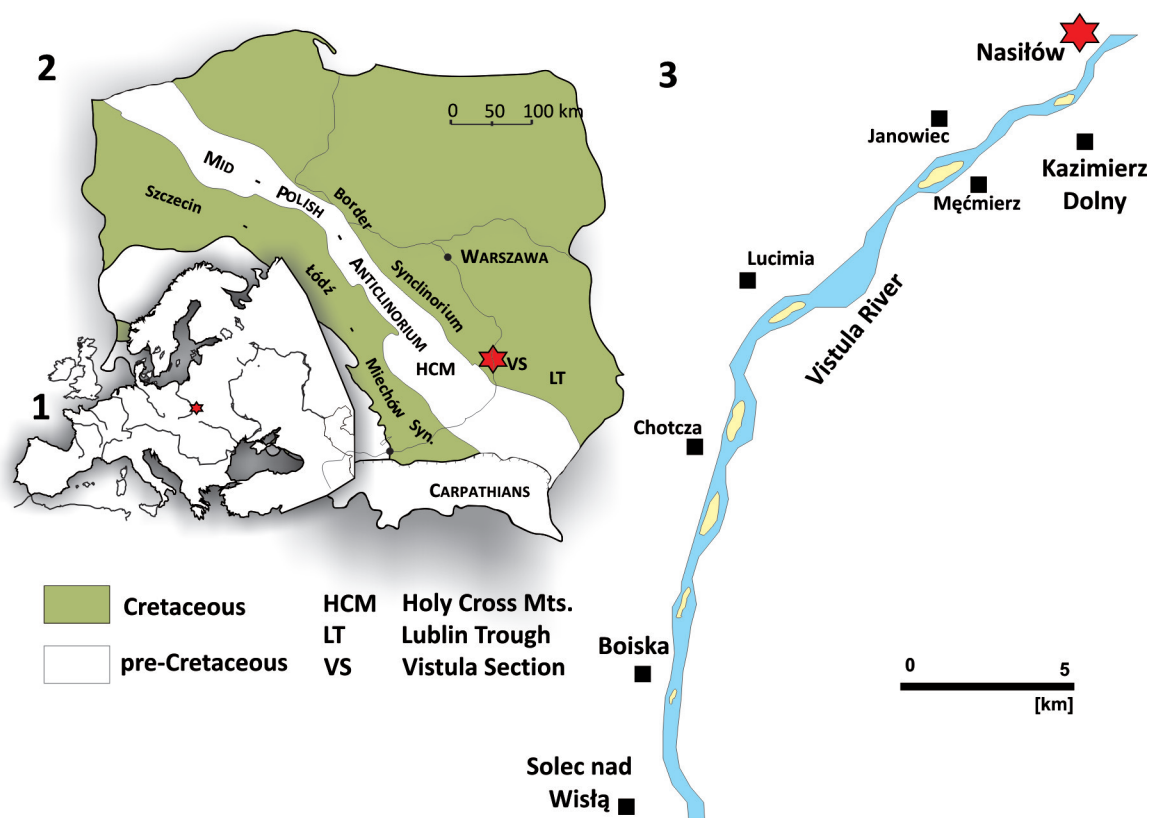 2
0 50 100 km
MID - POLISH - ANTICLINORIUM
Szczecin - Łódź - Miechów Syn.
Border Synclinorium
WARSZAWA
HCM
VS
LT
CARPATHIANS
1
Cretaceous
pre-Cretaceous
HCM Holy Cross Mts.
LT Lublin Trough
VS Vistula Section
3
Nasiłów
Janowiec
Kazimierz
Dolny
Męćmierz
Lucimia
Vistula River
Chotcza
Boiska
0 5
[km]
Solec nad
Wisłą